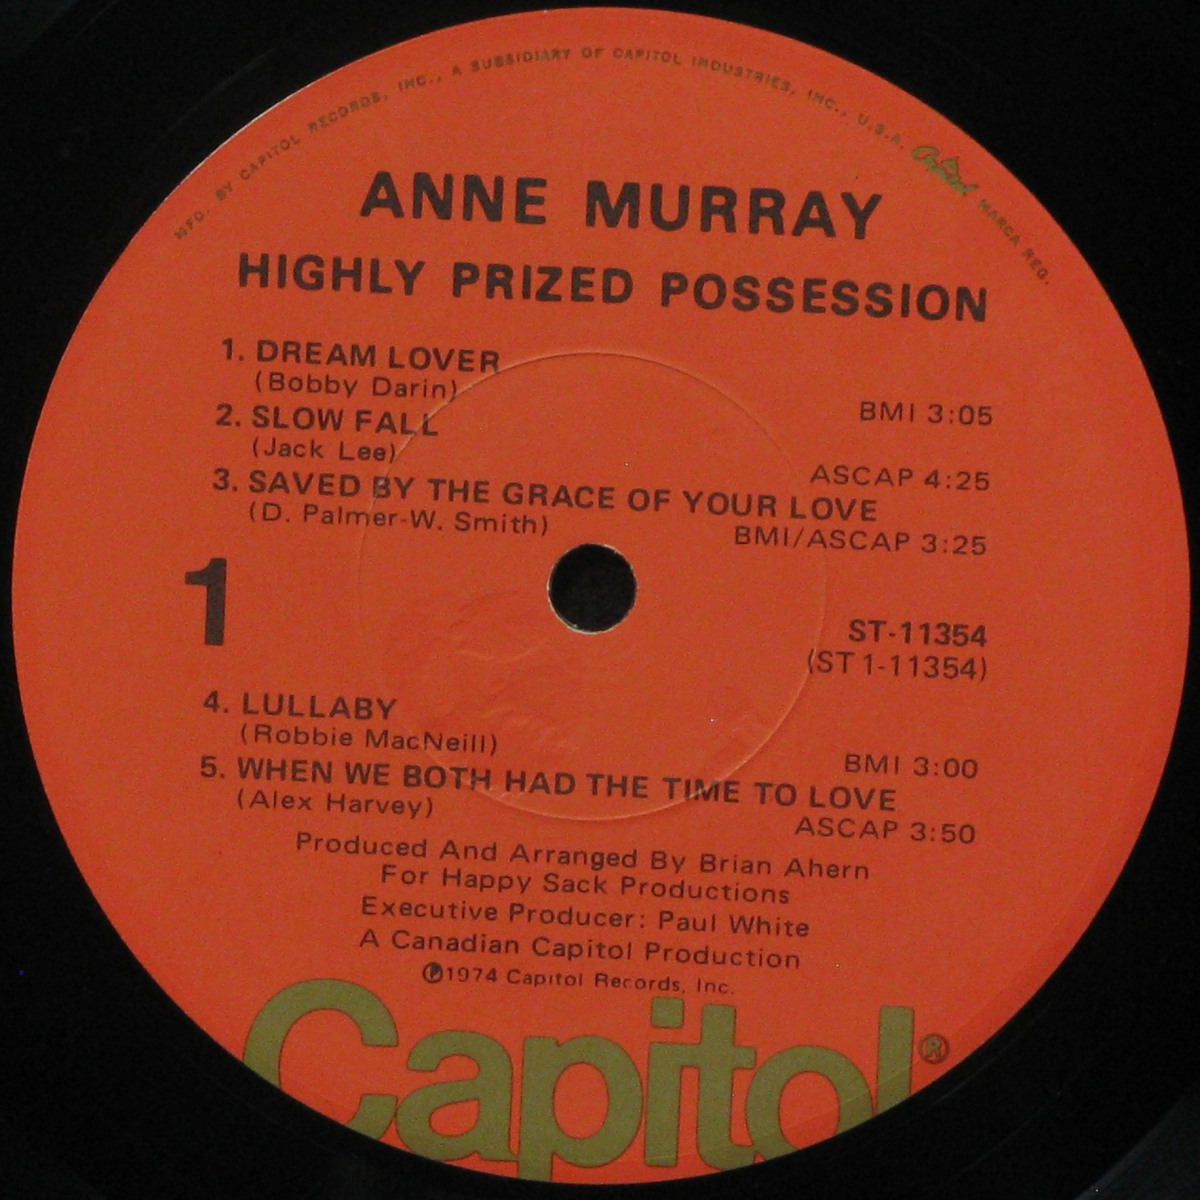 MFD. BY CAPITOL RECORDS, INC., A SUBSIDIARY OF CAPITOL INDUSTRIES, INC., U.S.A. Capitol MARCA REG.
ANNE MURRAY
HIGHLY PRIZED POSSESSION
1. DREAM LOVER
(Bobby Darin) BMI 3:05
2. SLOW FALL
(Jack Lee) ASCAP 4:25
3. SAVED BY THE GRACE OF YOUR LOVE
(D. Palmer-W. Smith) BMI/ASCAP 3:25
1
ST-11354
(ST 1-11354)
4. LULLABY
(Robbie MacNeill) BMI 3:00
5. WHEN WE BOTH HAD THE TIME TO LOVE
(Alex Harvey) ASCAP 3:50
Produced And Arranged By Brian Ahern
For Happy Sack Productions
Executive Producer: Paul White
A Canadian Capitol Production
℗1974 Capitol Records, Inc.
Capitol®